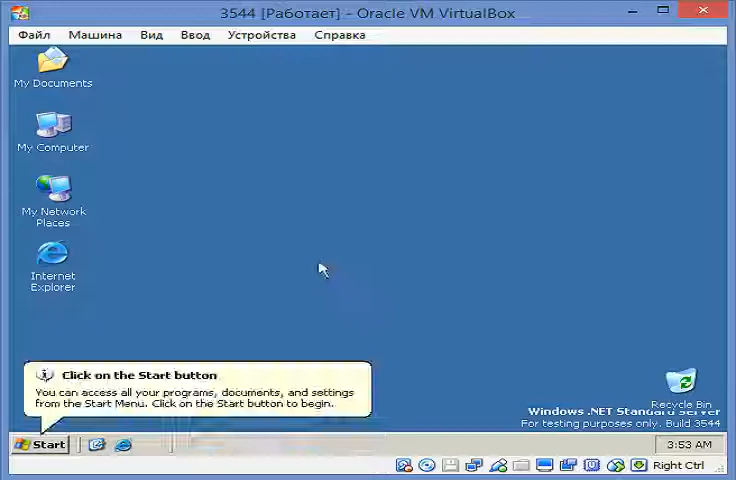 3544 [Работает] - Oracle VM VirtualBox
Файл Машина Вид Ввод Устройства Справка
My Documents
My Computer
My Network
Places
Internet
Explorer
Click on the Start button
You can access all your programs, documents, and settings
from the Start Menu. Click on the Start button to begin.
Recycle Bin
Windows .NET Standard Server
For testing purposes only. Build 3544
Start
3:53 AM
Right Ctrl